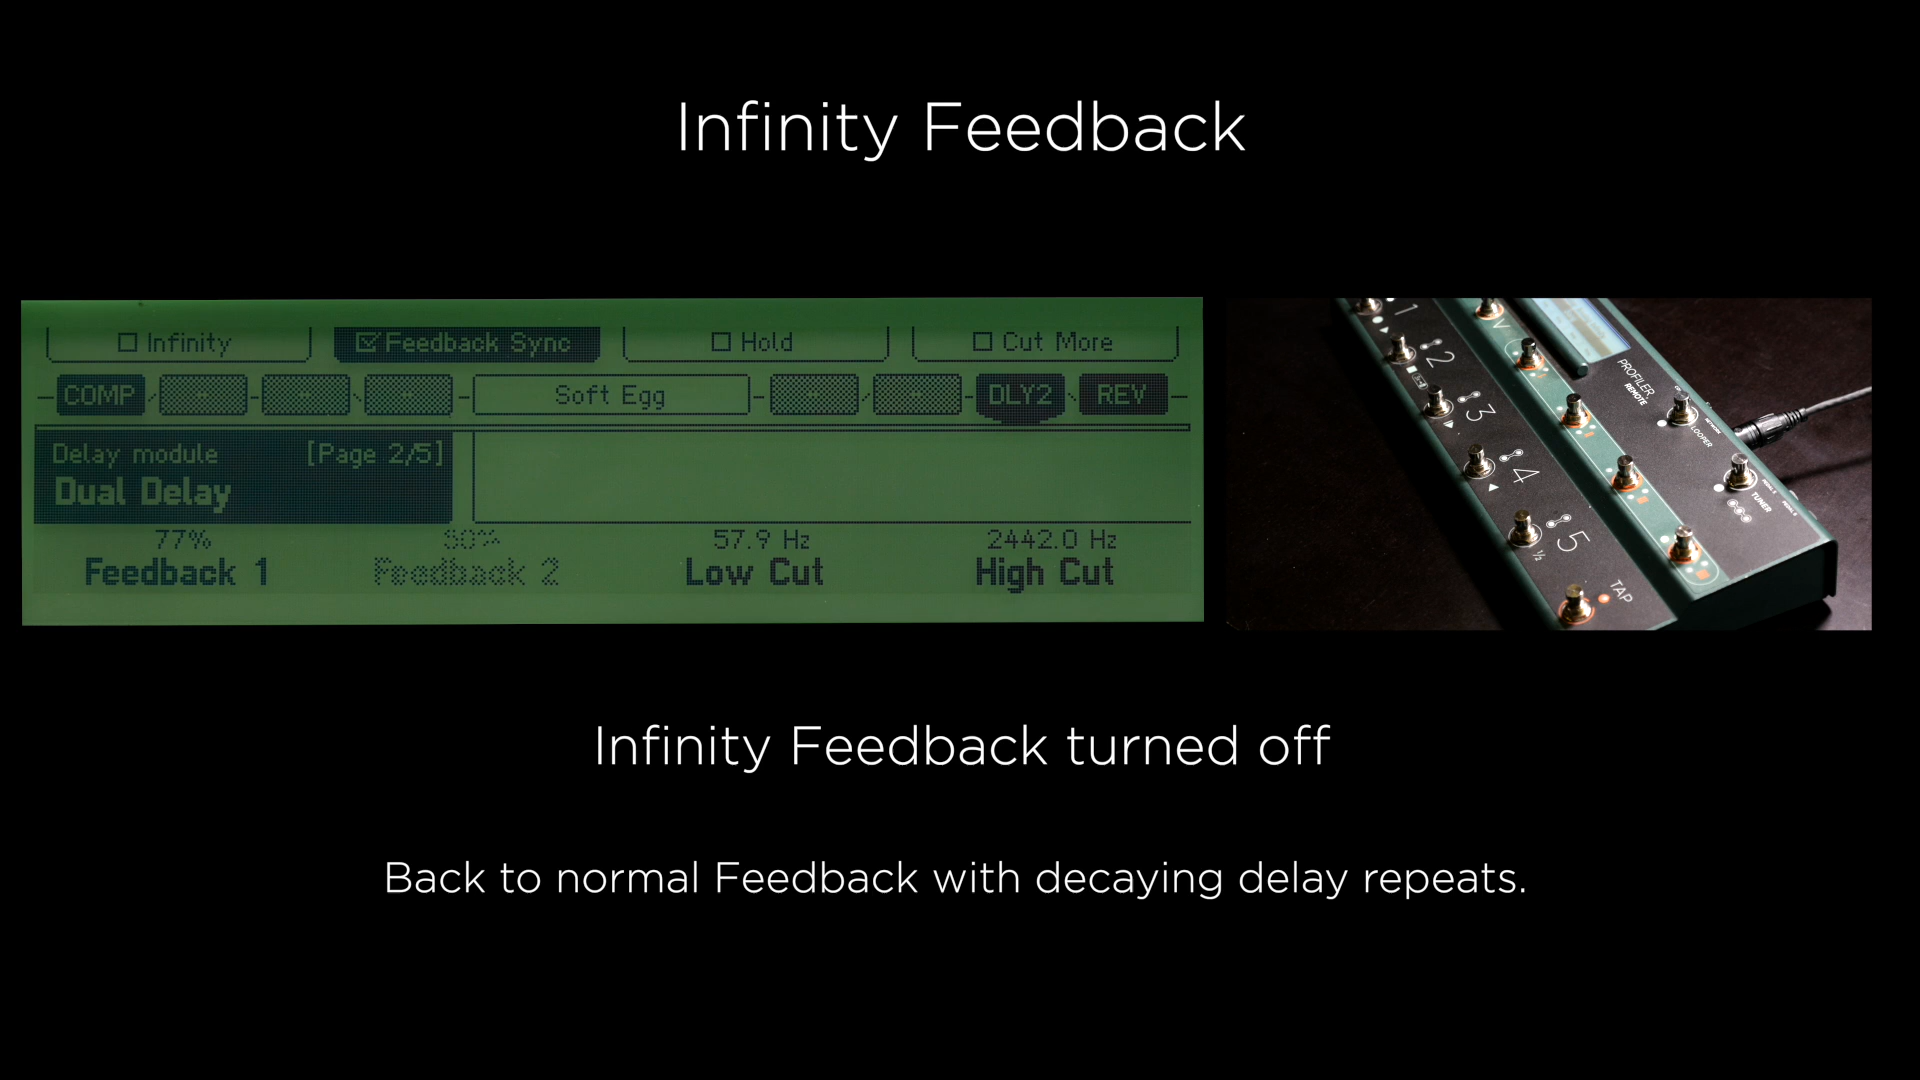 Infinity Feedback
Infinity
Feedback Sync
Hold
Cut More
COMP
Soft Egg
DLY2
REV
Delay module [Page 2/5]
Dual Delay
77%
80%
57.9 Hz
2442.0 Hz
Feedback 1
Feedback 2
Low Cut
High Cut
1
2
3
4
5
½
TAP
PROFILER
REMOTE
LOOPER
TUNER
Infinity Feedback turned off
Back to normal Feedback with decaying delay repeats.